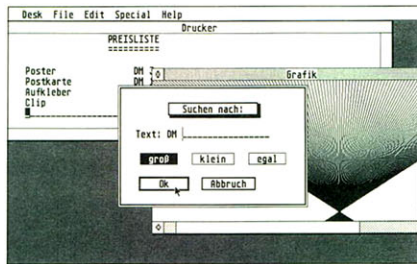 Desk File Edit Special Help
Drucker
PREISLISTE
Poster DM 7
Postkarte DM
Aufkleber
Clip
Grafik
Suchen nach:
Text: DM
groß klein egal
Ok Abbruch